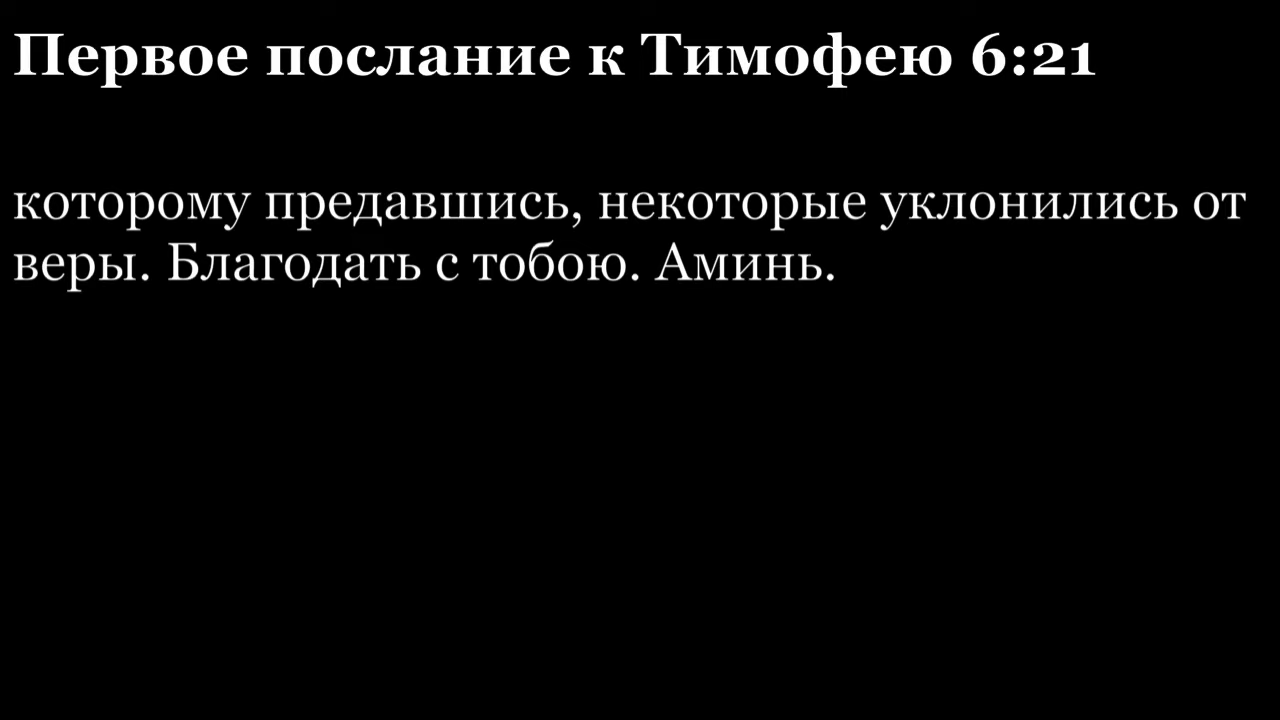 Первое послание к Тимофею 6:21
которому предавшись, некоторые уклонились от
веры. Благодать с тобою. Аминь.